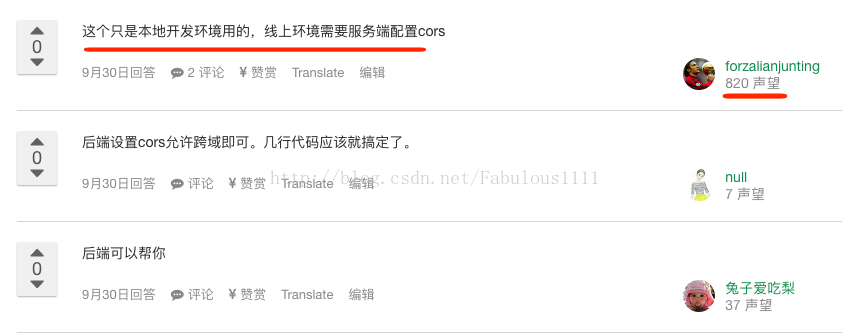 这个只是本地开发环境用的，线上环境需要服务端配置cors
0
9月30日回答 2 评论 ¥ 赞赏 Translate 编辑
forzalianjunting
820 声望
后端设置cors允许跨域即可。几行代码应该就搞定了。
0
9月30日回答 评论 ¥ 赞赏 Translate 编辑
http://blog.csdn.net/Fabulous1111
null
7 声望
后端可以帮你
0
9月30日回答 评论 ¥ 赞赏 Translate 编辑
兔子爱吃梨
37 声望